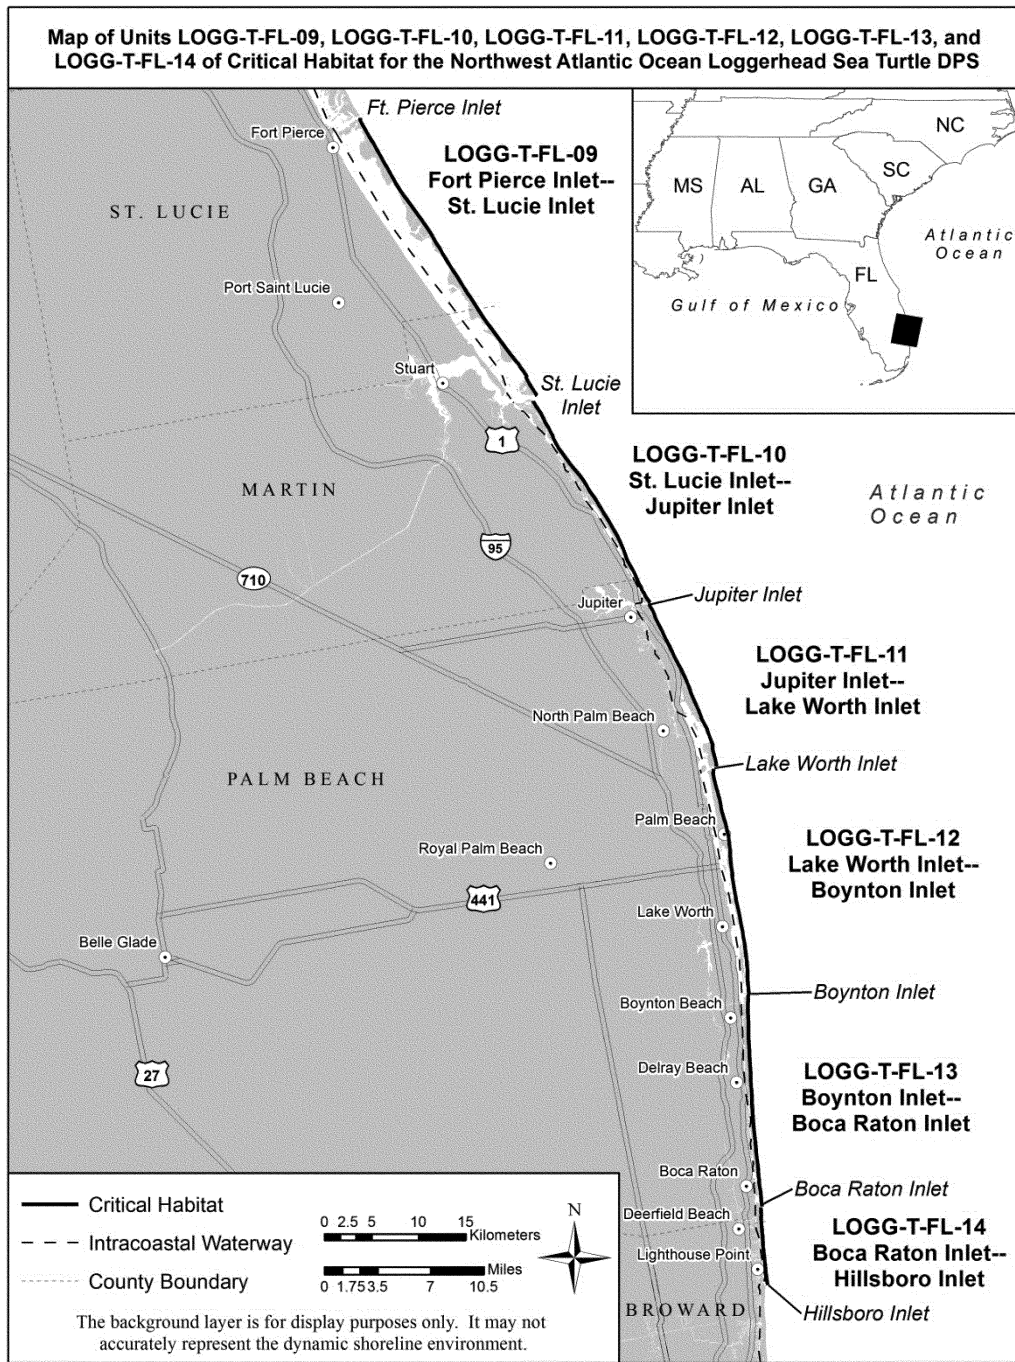 Map of Units LOGG-T-FL-09, LOGG-T-FL-10, LOGG-T-FL-11, LOGG-T-FL-12, LOGG-T-FL-13, and
LOGG-T-FL-14 of Critical Habitat for the Northwest Atlantic Ocean Loggerhead Sea Turtle DPS
Ft. Pierce Inlet
Fort Pierce
LOGG-T-FL-09
Fort Pierce Inlet--
St. Lucie Inlet
ST. LUCIE
Port Saint Lucie
NC
SC
MS
AL
GA
FL
Atlantic
Ocean
Gulf of Mexico
Stuart
St. Lucie
Inlet
1
LOGG-T-FL-10
St. Lucie Inlet--
Jupiter Inlet
Atlantic
Ocean
MARTIN
95
710
Jupiter
Jupiter Inlet
LOGG-T-FL-11
Jupiter Inlet--
Lake Worth Inlet
North Palm Beach
Lake Worth Inlet
PALM BEACH
Palm Beach
Royal Palm Beach
LOGG-T-FL-12
Lake Worth Inlet--
Boynton Inlet
441
Lake Worth
Belle Glade
Boynton Inlet
Boynton Beach
27
Delray Beach
LOGG-T-FL-13
Boynton Inlet--
Boca Raton Inlet
Boca Raton
Boca Raton Inlet
Deerfield Beach
LOGG-T-FL-14
Boca Raton Inlet--
Hillsboro Inlet
Lighthouse Point
Hillsboro Inlet
BROWARD
Critical Habitat
Intracoastal Waterway
County Boundary
0 2.5 5 10 15
Kilometers
Miles
0 1.75 3.5 7 10.5
N
The background layer is for display purposes only. It may not
accurately represent the dynamic shoreline environment.